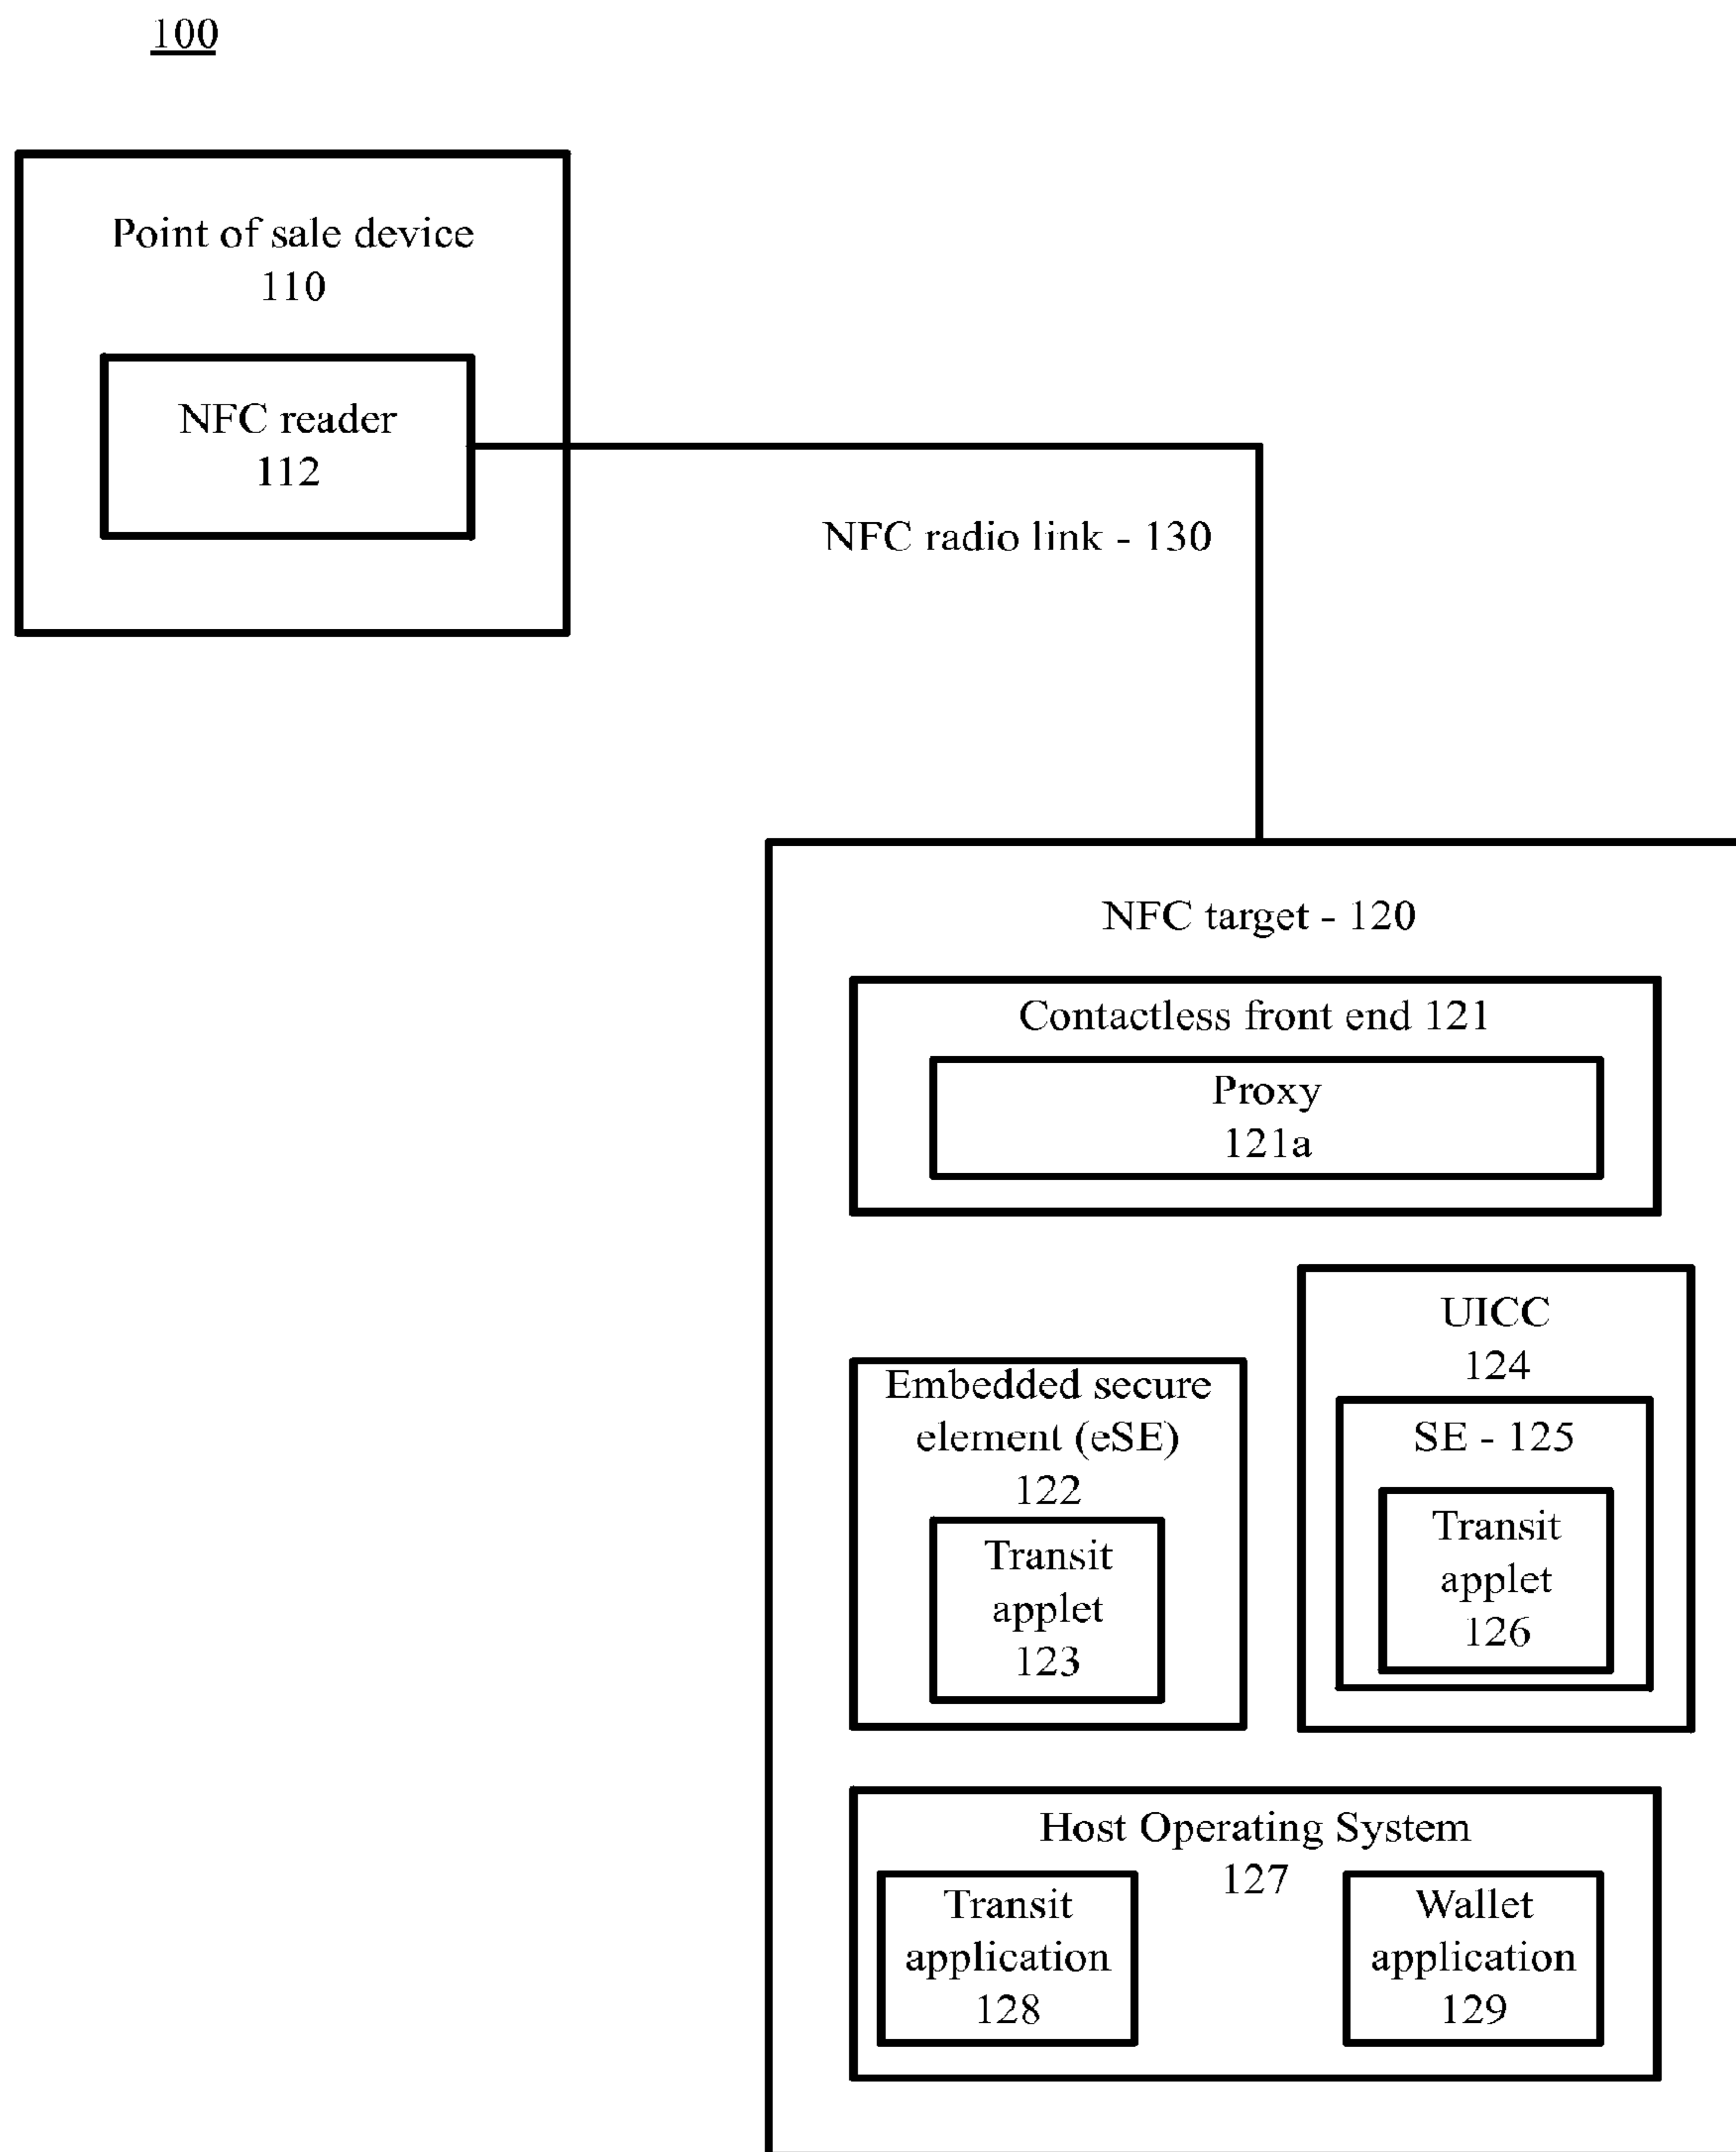 100
Point of sale device
110
NFC reader
112
NFC radio link - 130
NFC target - 120
Contactless front end 121
Proxy
121a
Embedded secure
element (eSE)
122
Transit
applet
123
UICC
124
SE - 125
Transit
applet
126
Host Operating System
127
Transit
application
128
Wallet
application
129